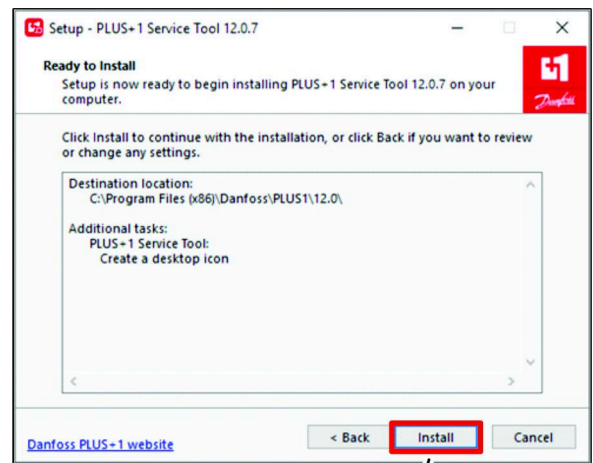 Setup - PLUS+1 Service Tool 12.0.7
Ready to Install
Setup is now ready to begin installing PLUS+1 Service Tool 12.0.7 on your
computer.
Danfoss
Click Install to continue with the installation, or click Back if you want to review
or change any settings.
Destination location:
C:\Program Files (x86)\Danfoss\PLUS1\12.0\
Additional tasks:
PLUS+1 Service Tool:
Create a desktop icon
Danfoss PLUS+1 website
< Back
Install
Cancel